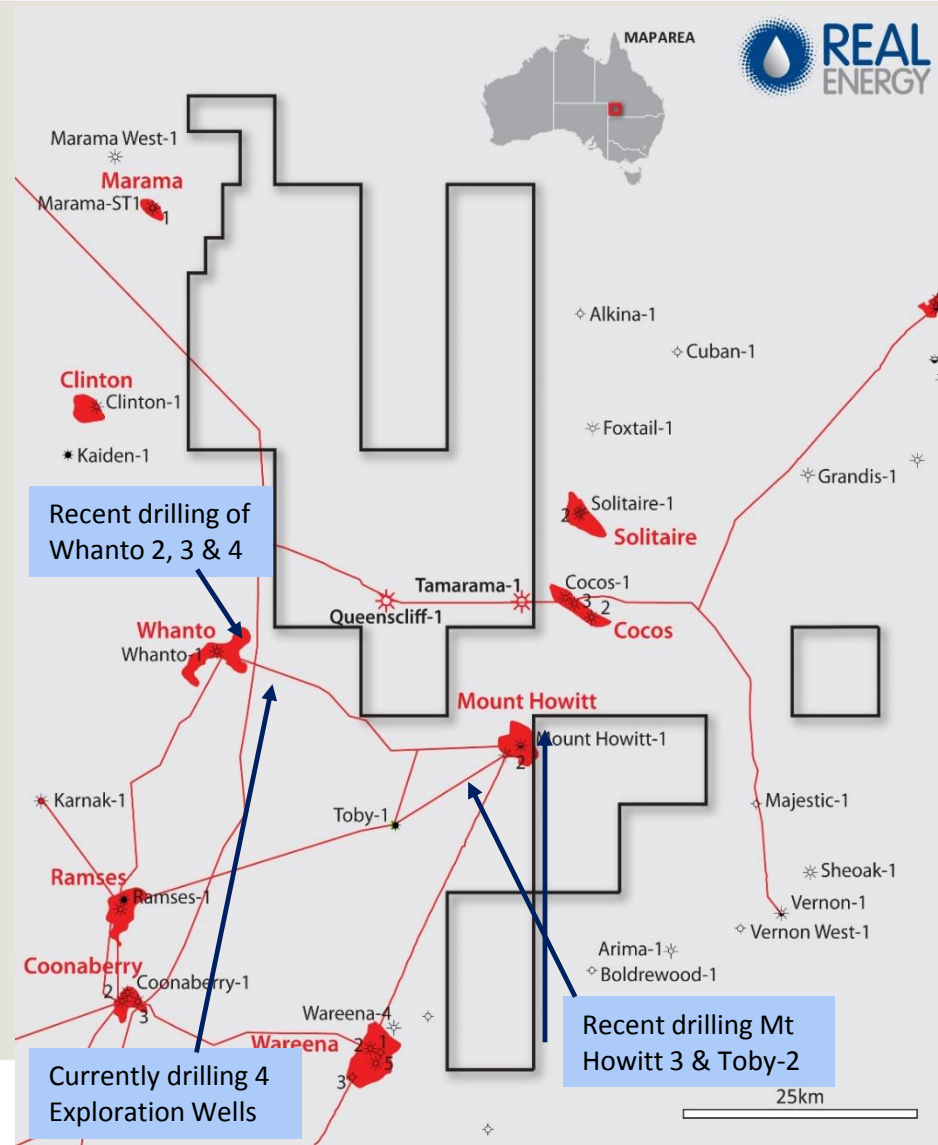 MAPAREA
REAL
ENERGY
Marama West-1
Marama
Marama-ST1
1
Alkina-1
Cuban-1
Clinton
Clinton-1
Foxtail-1
Kaiden-1
Grandis-1
Recent drilling of
Whanto 2, 3 & 4
Solitaire-1
2
Solitaire
Tamarama-1
Cocos-1
3
2
Queenscliff-1
Cocos
Whanto
Whanto-1
Mount Howitt
Mount Howitt-1
2
Karnak-1
Toby-1
Majestic-1
Ramses
Ramses-1
Sheoak-1
Vernon-1
Vernon West-1
Arima-1
Boldrewood-1
Coonaberry
Coonaberry-1
2
3
Wareena-4
Wareena
2
1
5
3
Recent drilling Mt
Howitt 3 & Toby-2
Currently drilling 4
Exploration Wells
25km